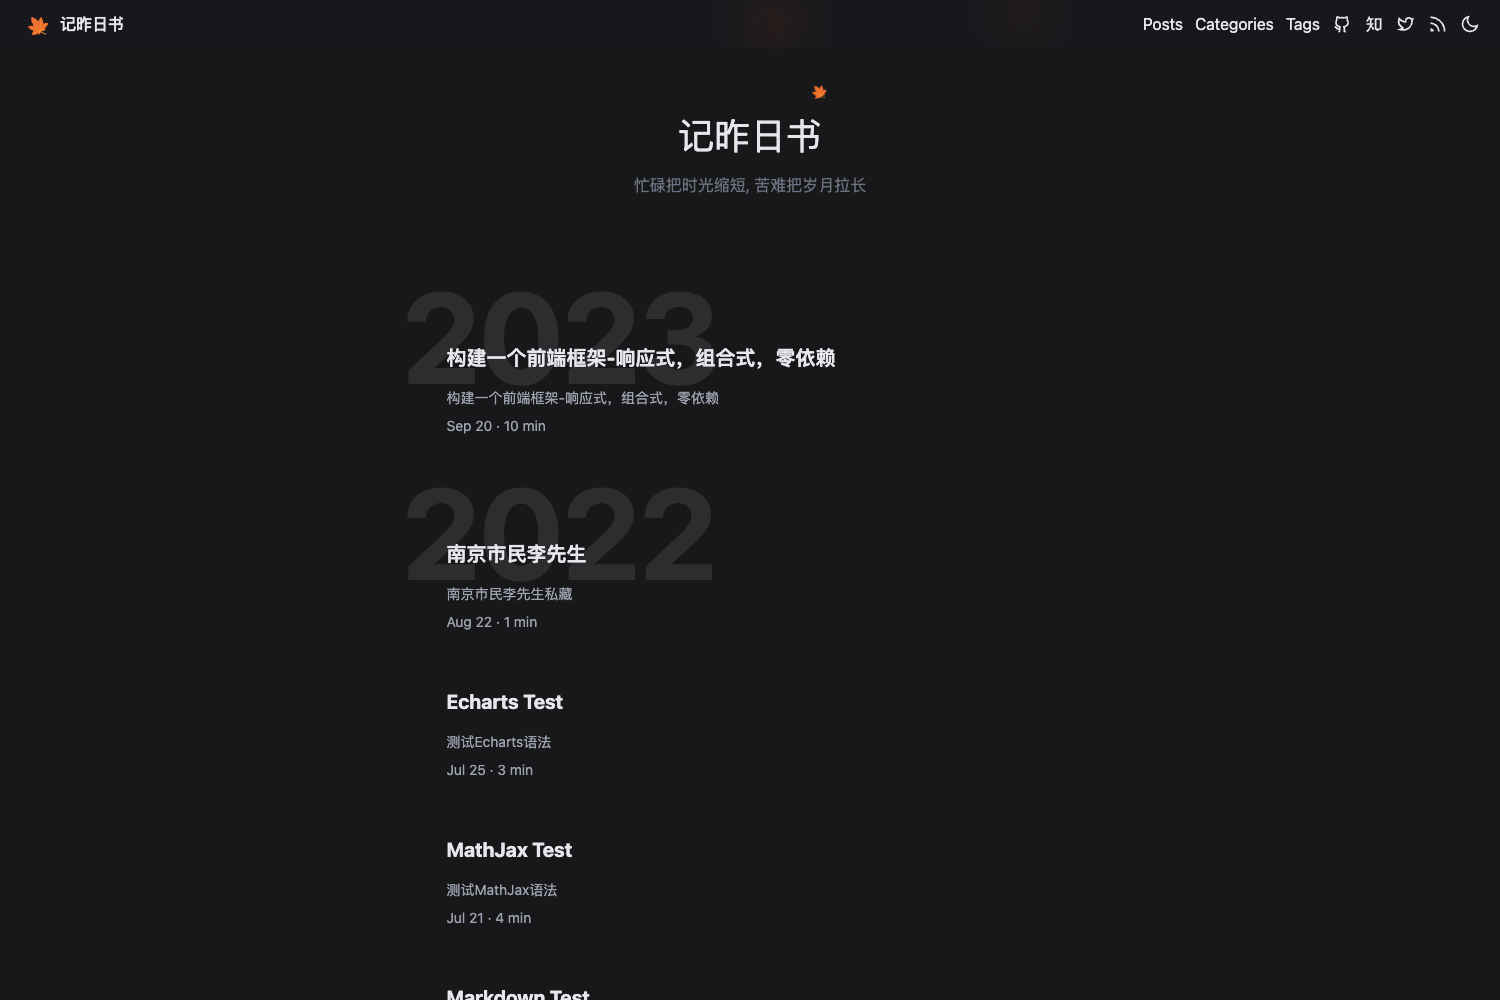 记昨日书
Posts Categories Tags 知
记昨日书
忙碌把时光缩短, 苦难把岁月拉长
2023
构建一个前端框架-响应式，组合式，零依赖
构建一个前端框架-响应式，组合式，零依赖
Sep 20 · 10 min
2022
南京市民李先生
南京市民李先生私藏
Aug 22 · 1 min
Echarts Test
测试Echarts语法
Jul 25 · 3 min
MathJax Test
测试MathJax语法
Jul 21 · 4 min
Markdown Test